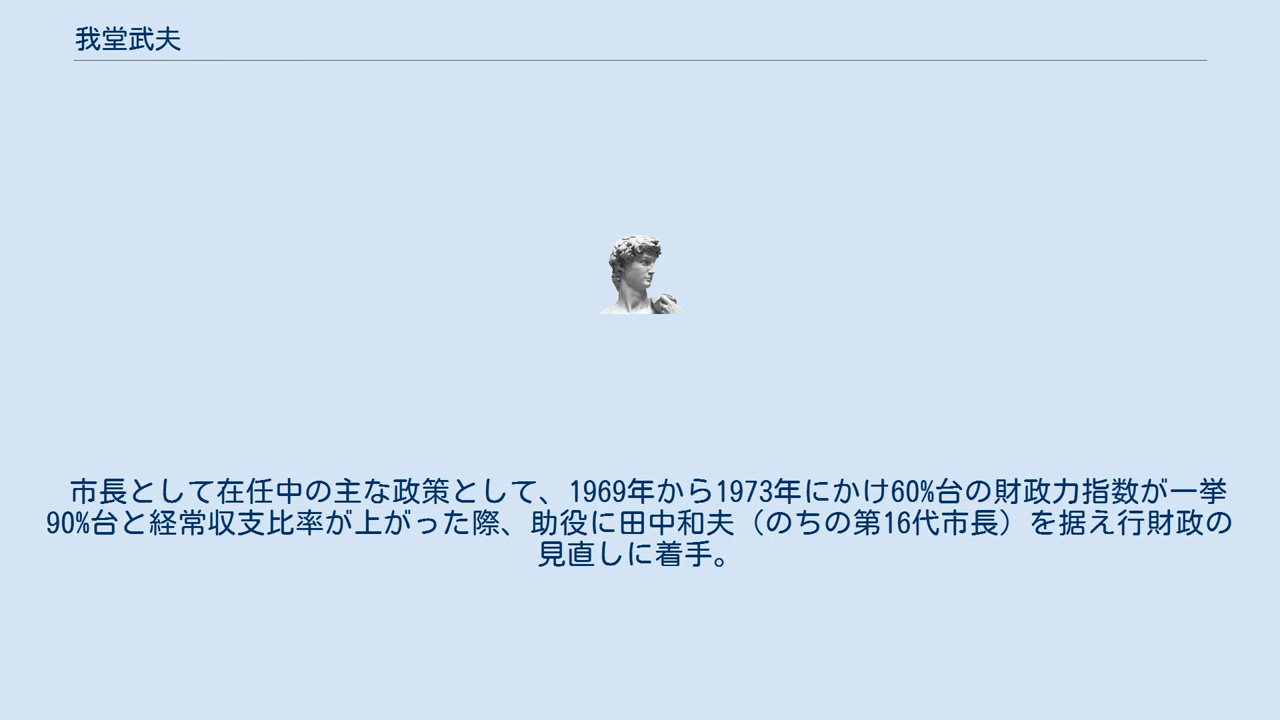 我堂武夫
市長として在任中の主な政策として、1969年から1973年にかけ60%台の財政力指数が一挙
90%台と経常収支比率が上がった際、助役に田中和夫（のちの第16代市長）を据え行財政の
見直しに着手。